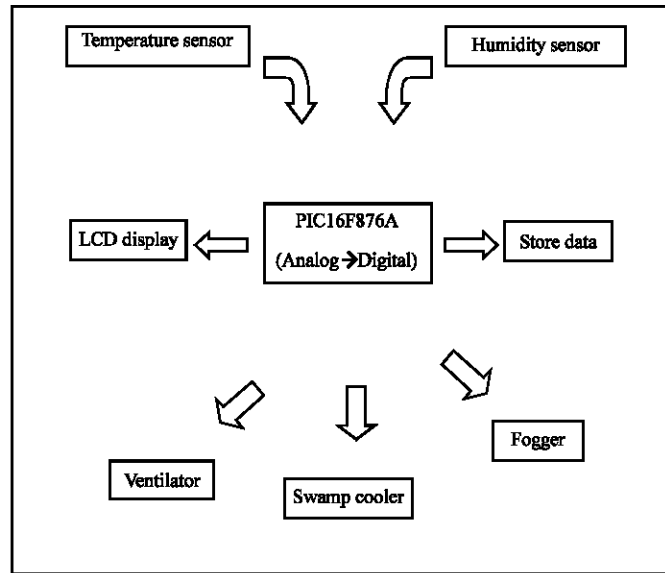 Temperature sensor
Humidity sensor
PIC16F876A
(Analog→Digital)
LCD display
Store data
Fogger
Ventilator
Swamp cooler